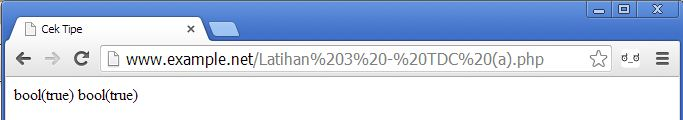 Cek Tipe
www.example.net/Latihan%203%20-%20TDC%20(a).php
bool(true) bool(true)